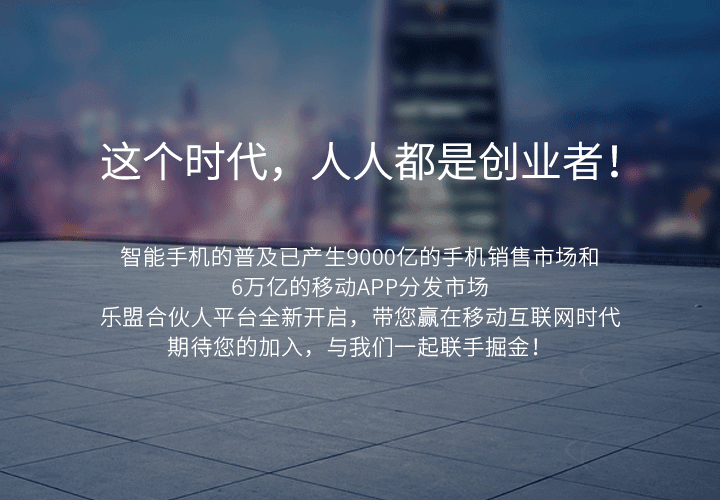 这个时代，人人都是创业者！
智能手机的普及已产生9000亿的手机销售市场和
6万亿的移动APP分发市场
乐盟合伙人平台全新开启，带您赢在移动互联网时代
期待您的加入，与我们一起联手掘金！